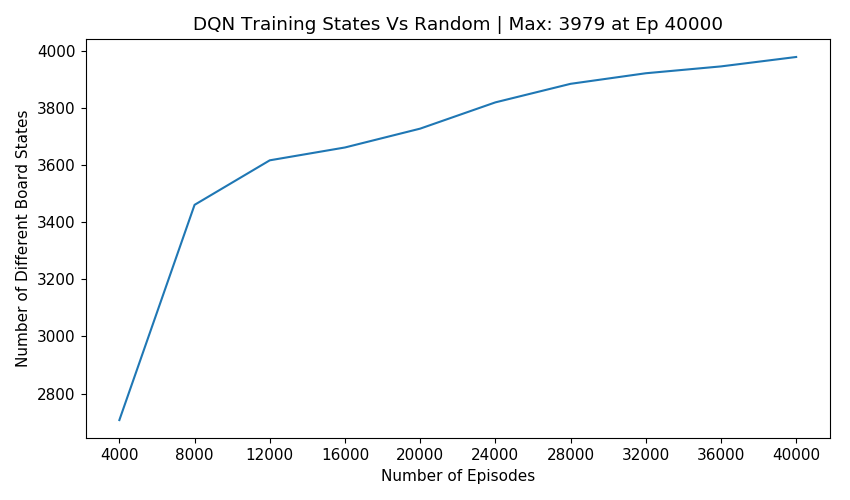 DQN Training States Vs Random | Max: 3979 at Ep 40000
Number of Different Board States
4000
3800
3600
3400
3200
3000
2800
4000 8000 12000 16000 20000 24000 28000 32000 36000 40000
Number of Episodes